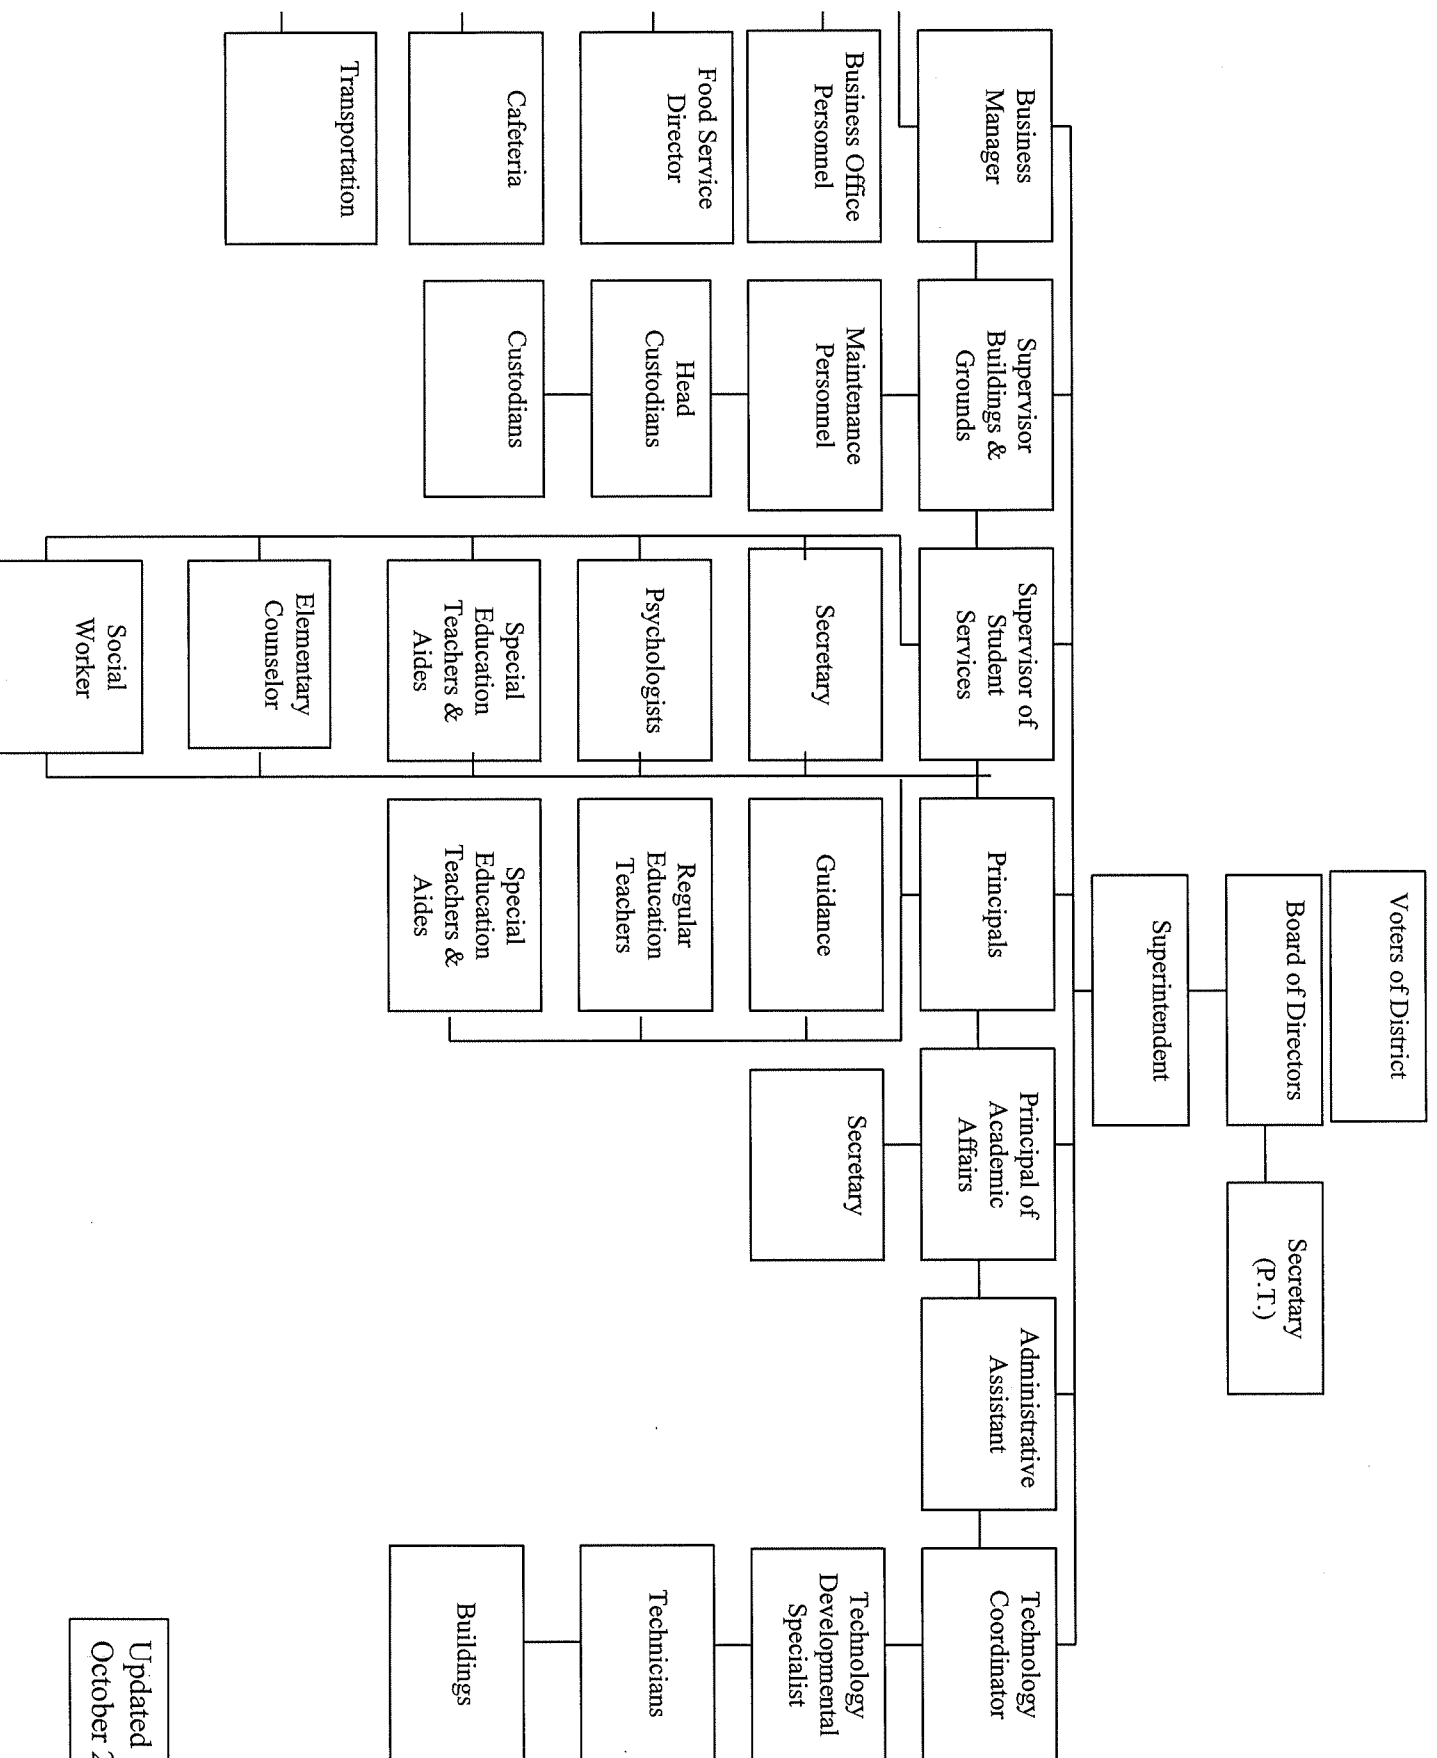 Voters of District
Board of Directors
Secretary
(P.T.)
Superintendent
Business
Manager
Supervisor
Buildings &
Grounds
Supervisor of
Student
Services
Principals
Principal of
Academic
Affairs
Administrative
Assistant
Technology
Coordinator
Business Office
Personnel
Maintenance
Personnel
Secretary
Guidance
Secretary
Technology
Developmental
Specialist
Food Service
Director
Head
Custodians
Psychologists
Regular
Education
Teachers
Technicians
Cafeteria
Custodians
Special
Education
Teachers &
Aides
Special
Education
Teachers &
Aides
Buildings
Transportation
Elementary
Counselor
Social
Worker
Updated
October